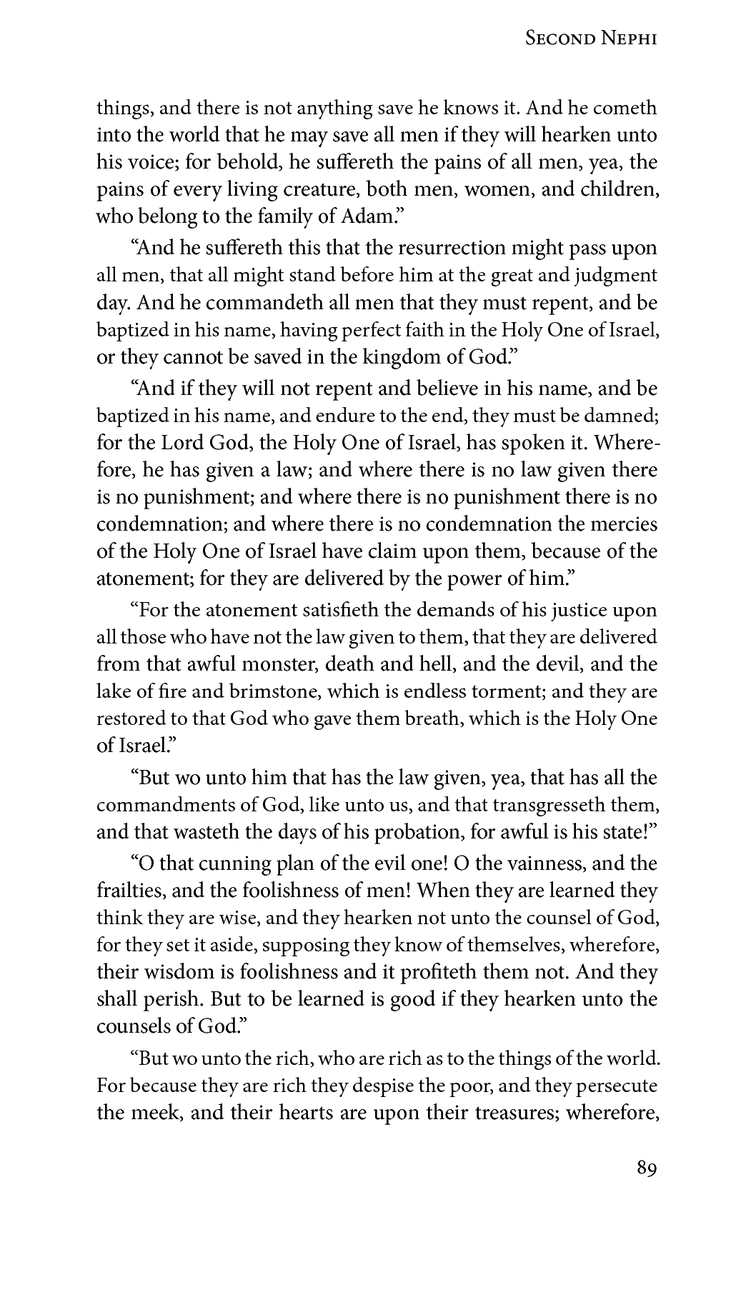 Second Nephi
things, and there is not anything save he knows it. And he cometh
into the world that he may save all men if they will hearken unto
his voice; for behold, he suffereth the pains of all men, yea, the
pains of every living creature, both men, women, and children,
who belong to the family of Adam.”
“And he suffereth this that the resurrection might pass upon
all men, that all might stand before him at the great and judgment
day. And he commandeth all men that they must repent, and be
baptized in his name, having perfect faith in the Holy One of Israel,
or they cannot be saved in the kingdom of God.”
“And if they will not repent and believe in his name, and be
baptized in his name, and endure to the end, they must be damned;
for the Lord God, the Holy One of Israel, has spoken it. Where-
fore, he has given a law; and where there is no law given there
is no punishment; and where there is no punishment there is no
condemnation; and where there is no condemnation the mercies
of the Holy One of Israel have claim upon them, because of the
atonement; for they are delivered by the power of him.”
“For the atonement satisfieth the demands of his justice upon
all those who have not the law given to them, that they are delivered
from that awful monster, death and hell, and the devil, and the
lake of fire and brimstone, which is endless torment; and they are
restored to that God who gave them breath, which is the Holy One
of Israel.”
“But wo unto him that has the law given, yea, that has all the
commandments of God, like unto us, and that transgresseth them,
and that wasteth the days of his probation, for awful is his state!”
“O that cunning plan of the evil one! O the vainness, and the
frailties, and the foolishness of men! When they are learned they
think they are wise, and they hearken not unto the counsel of God,
for they set it aside, supposing they know of themselves, wherefore,
their wisdom is foolishness and it profiteth them not. And they
shall perish. But to be learned is good if they hearken unto the
counsels of God.”
“But wo unto the rich, who are rich as to the things of the world.
For because they are rich they despise the poor, and they persecute
the meek, and their hearts are upon their treasures; wherefore,
89